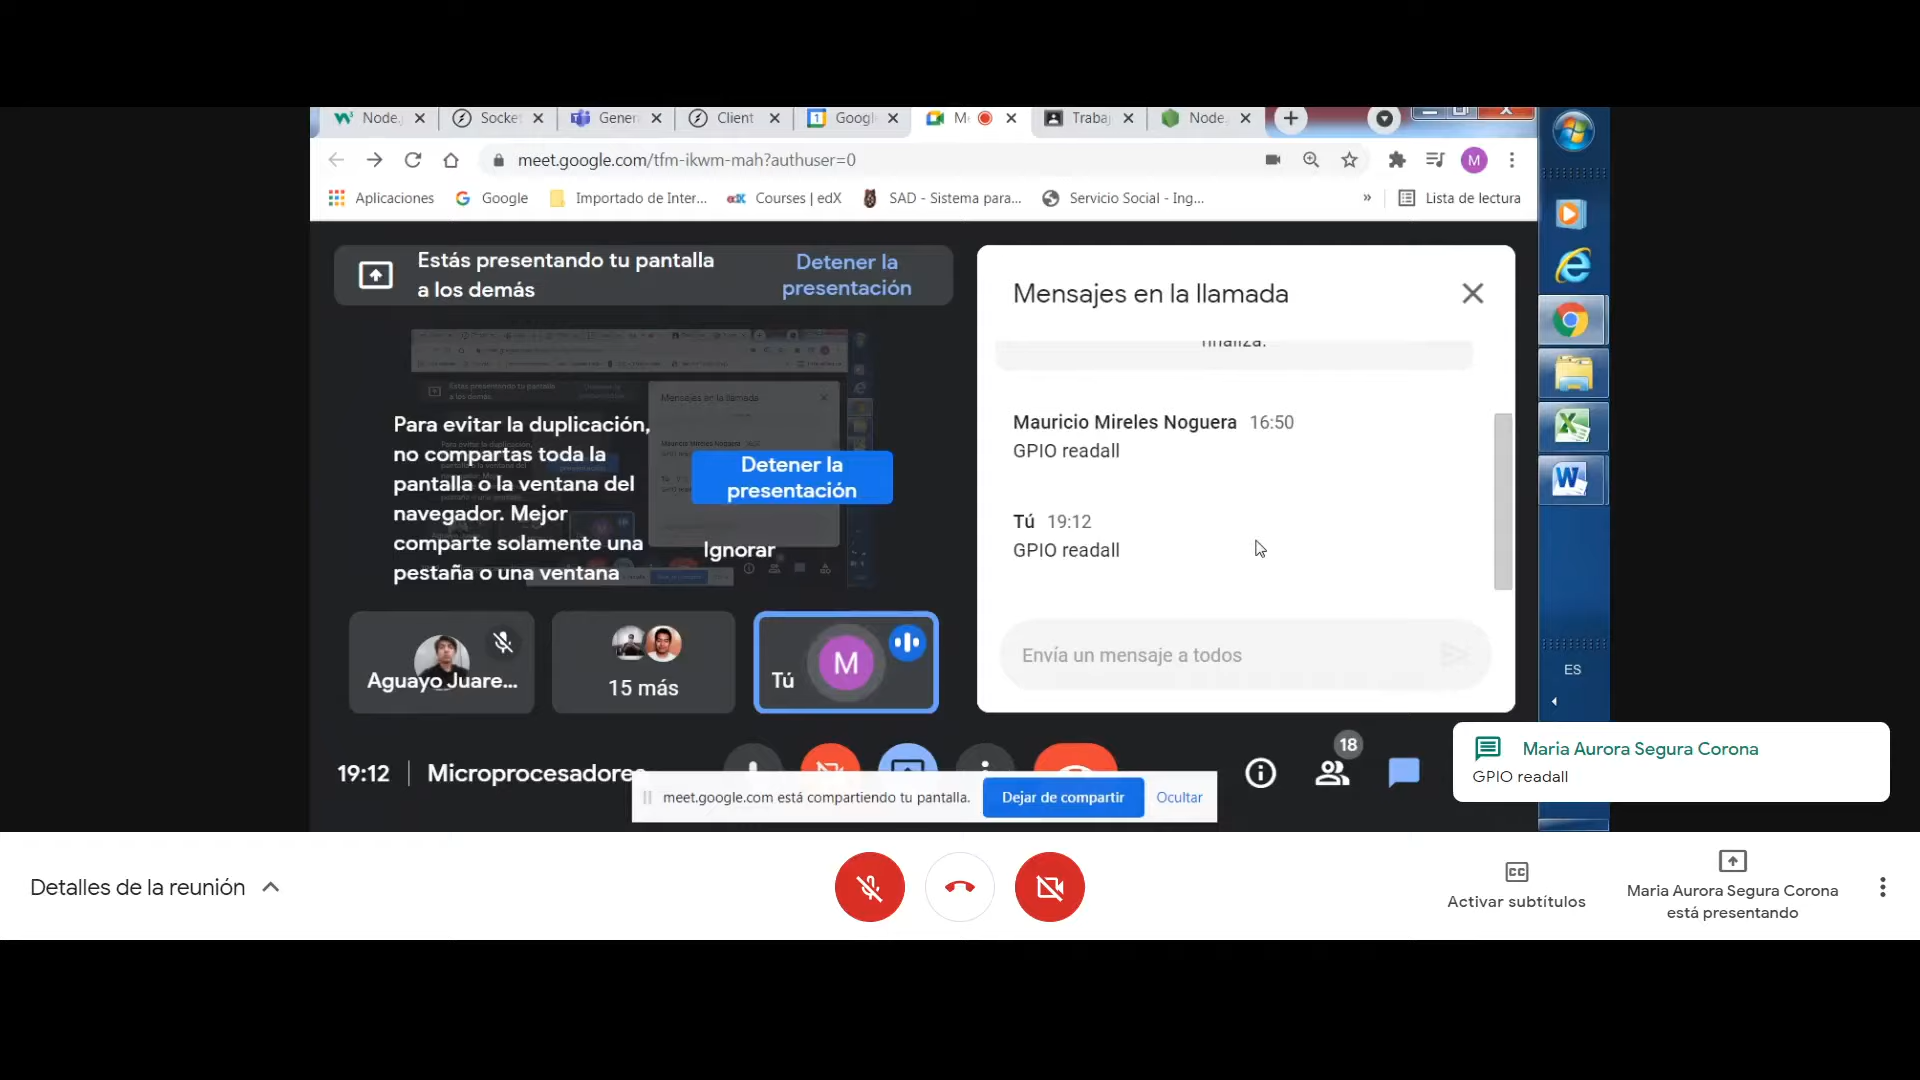 Node.j
Socket
Gener
Client
Googl
M
Trabaj
Node.
meet.google.com/tfm-ikwm-mah?authuser=0
M
Aplicaciones
Google
Importado de Inter...
edX
Courses | edX
SAD - Sistema para...
Servicio Social - Ing...
»
Lista de lectura
Estás presentando tu pantalla
a los demás
Detener la
presentación
Para evitar la duplicación,
no compartas toda la
pantalla o la ventana del
navegador. Mejor
comparte solamente una
pestaña o una ventana
Detener la
presentación
Ignorar
Mensajes en la llamada
finaliza.
Mauricio Mireles Noguera 16:50
GPIO readall
Tú 19:12
GPIO readall
Envía un mensaje a todos
Aguayo Juare...
15 más
Tú
M
19:12 | Microprocesadores
18
meet.google.com está compartiendo tu pantalla.
Dejar de compartir
Ocultar
ES
Maria Aurora Segura Corona
GPIO readall
Detalles de la reunión
CC
Activar subtítulos
Maria Aurora Segura Corona
está presentando